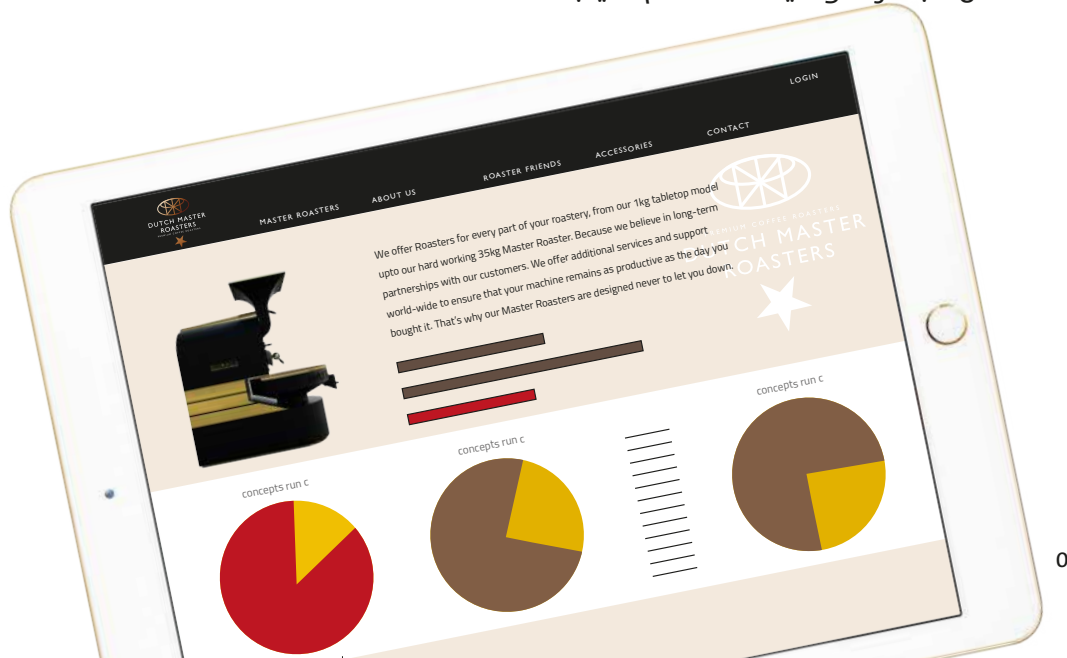 LOGIN
MASTER ROASTERS
ABOUT US
ROASTER FRIENDS
ACCESSORIES
CONTACT
DUTCH MASTER
ROASTERS
We offer Roasters for every part of your roastery, from our 1kg tabletop model
upto our hard working 35kg Master Roaster. Because we believe in long-term
partnerships with our customers. We offer additional services and support
world-wide to ensure that your machine remains as productive as the day you
bought it. That's why our Master Roasters are designed never to let you down.
PREMIUM COFFEE ROASTERS
DUTCH MASTER
ROASTERS
concepts run c
concepts run c
concepts run c